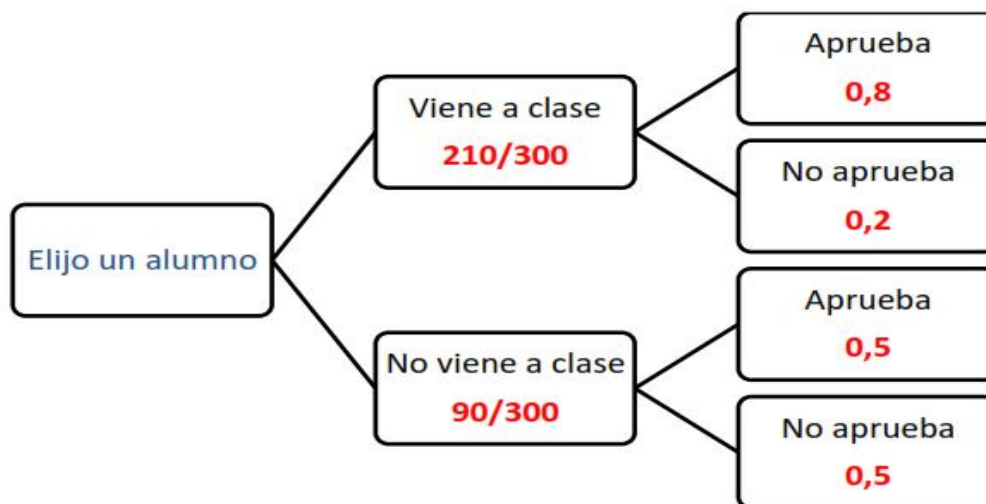 Elijo un alumno
Viene a clase
210/300
Aprueba
0,8
No aprueba
0,2
No viene a clase
90/300
Aprueba
0,5
No aprueba
0,5